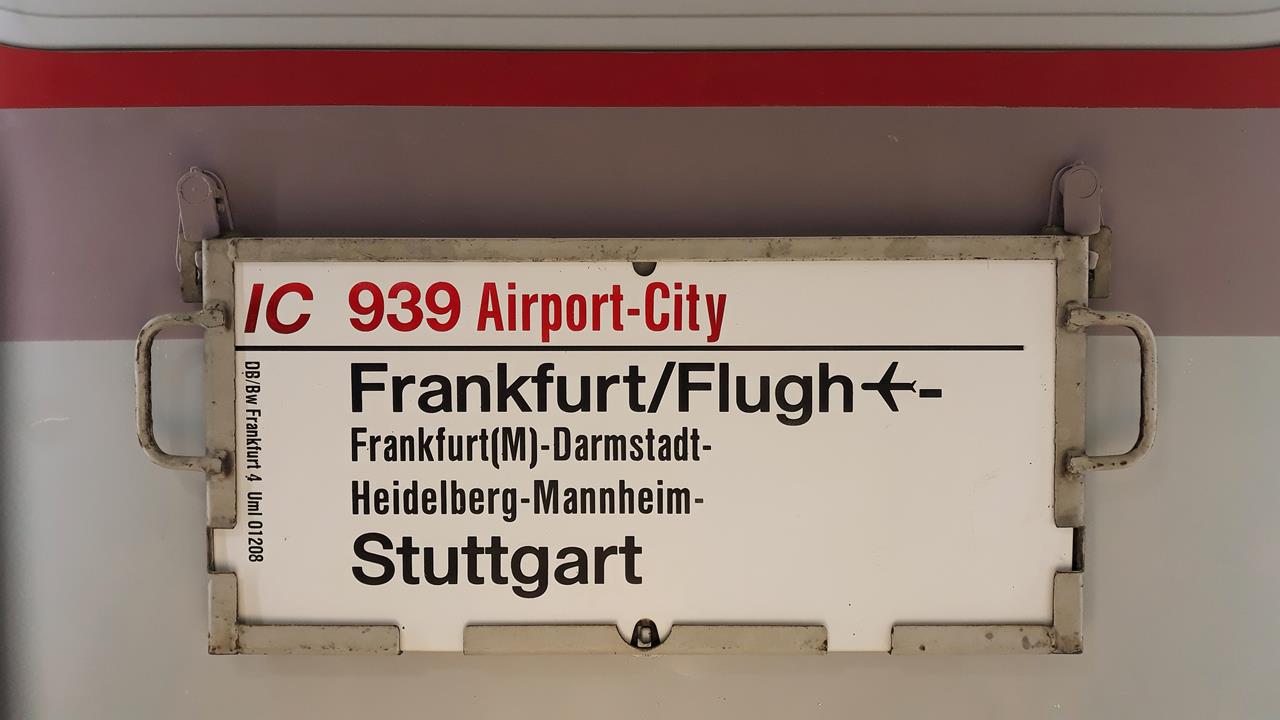 IC 939 Airport-City
Frankfurt/Flugh✈-
Frankfurt(M)-Darmstadt-
Heidelberg-Mannheim-
Stuttgart
DB/Bw Frankfurt 4 Uml 01208